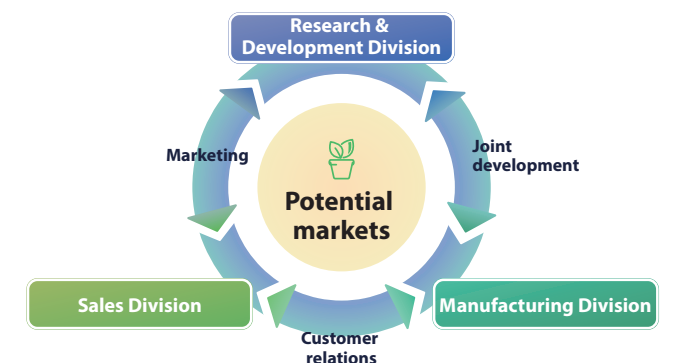 Research &
Development Division
Marketing
Joint
development
Potential
markets
Sales Division
Manufacturing Division
Customer
relations